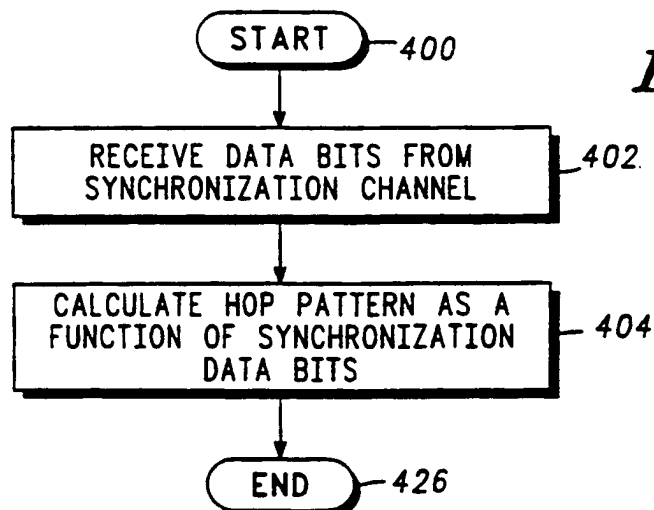 START
400
RECEIVE DATA BITS FROM
SYNCHRONIZATION CHANNEL
402
CALCULATE HOP PATTERN AS A
FUNCTION OF SYNCHRONIZATION
DATA BITS
404
END
426